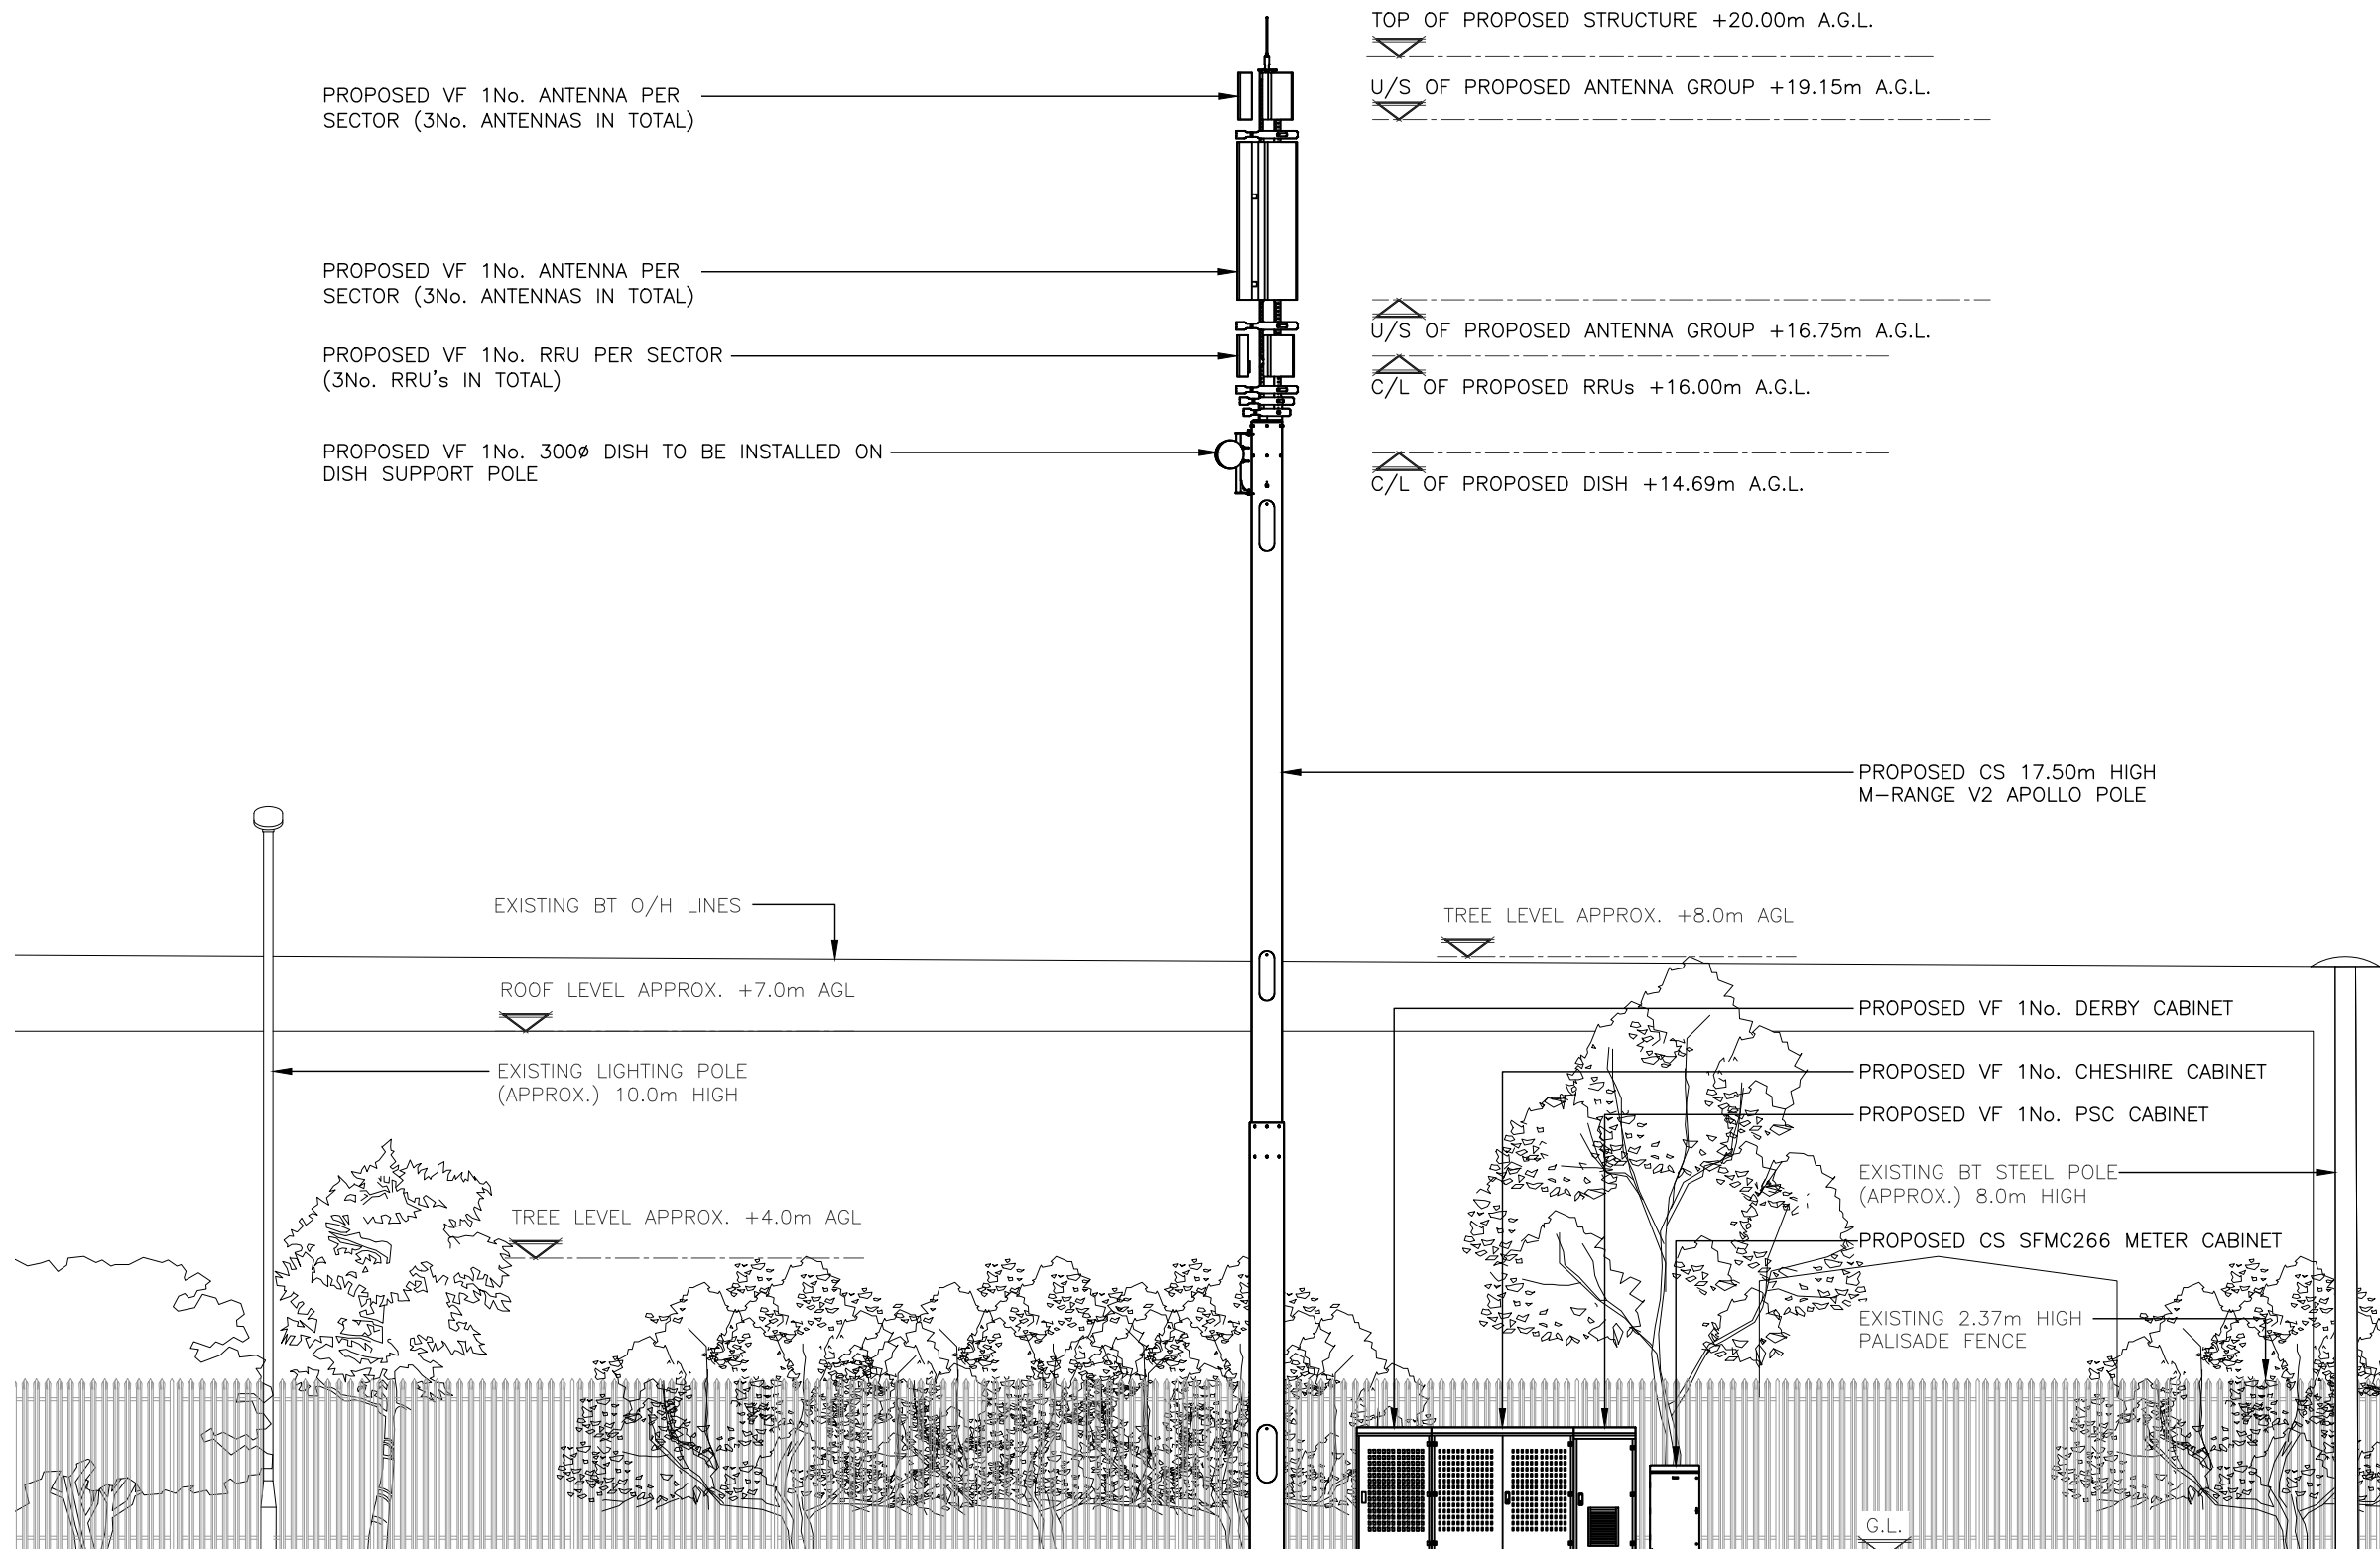 TOP OF PROPOSED STRUCTURE +20.00m A.G.L.
U/S OF PROPOSED ANTENNA GROUP +19.15m A.G.L.
PROPOSED VF 1No. ANTENNA PER
SECTOR (3No. ANTENNAS IN TOTAL)
PROPOSED VF 1No. ANTENNA PER
SECTOR (3No. ANTENNAS IN TOTAL)
U/S OF PROPOSED ANTENNA GROUP +16.75m A.G.L.
PROPOSED VF 1No. RRU PER SECTOR
(3No. RRU's IN TOTAL)
C/L OF PROPOSED RRUs +16.00m A.G.L.
PROPOSED VF 1No. 300ø DISH TO BE INSTALLED ON
DISH SUPPORT POLE
C/L OF PROPOSED DISH +14.69m A.G.L.
PROPOSED CS 17.50m HIGH
M-RANGE V2 APOLLO POLE
EXISTING BT O/H LINES
TREE LEVEL APPROX. +8.0m AGL
ROOF LEVEL APPROX. +7.0m AGL
PROPOSED VF 1No. DERBY CABINET
EXISTING LIGHTING POLE
(APPROX.) 10.0m HIGH
PROPOSED VF 1No. CHESHIRE CABINET
PROPOSED VF 1No. PSC CABINET
EXISTING BT STEEL POLE
(APPROX.) 8.0m HIGH
TREE LEVEL APPROX. +4.0m AGL
PROPOSED CS SFMC266 METER CABINET
EXISTING 2.37m HIGH
PALISADE FENCE
G.L.